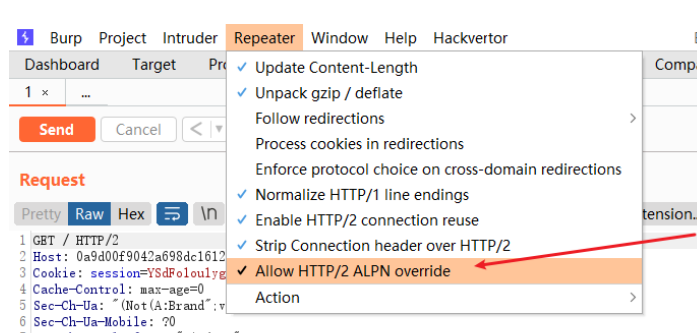 Burp Project Intruder Repeater Window Help Hackvertor
Dashboard Target
Update Content-Length
Unpack gzip / deflate
Follow redirections
Process cookies in redirections
Enforce protocol choice on cross-domain redirections
Normalize HTTP/1 line endings
Enable HTTP/2 connection reuse
Strip Connection header over HTTP/2
Allow HTTP/2 ALPN override
Action
1 × ...
Send Cancel < ▼
Request
Pretty Raw Hex \n
1 GET / HTTP/2
2 Host: 0a9d00f9042a698dc1612
3 Cookie: session=YSdFoloulyg
4 Cache-Control: max-age=0
5 Sec-Ch-Ua: "(Not(A:Brand";v
6 Sec-Ch-Ua-Mobile: ?0